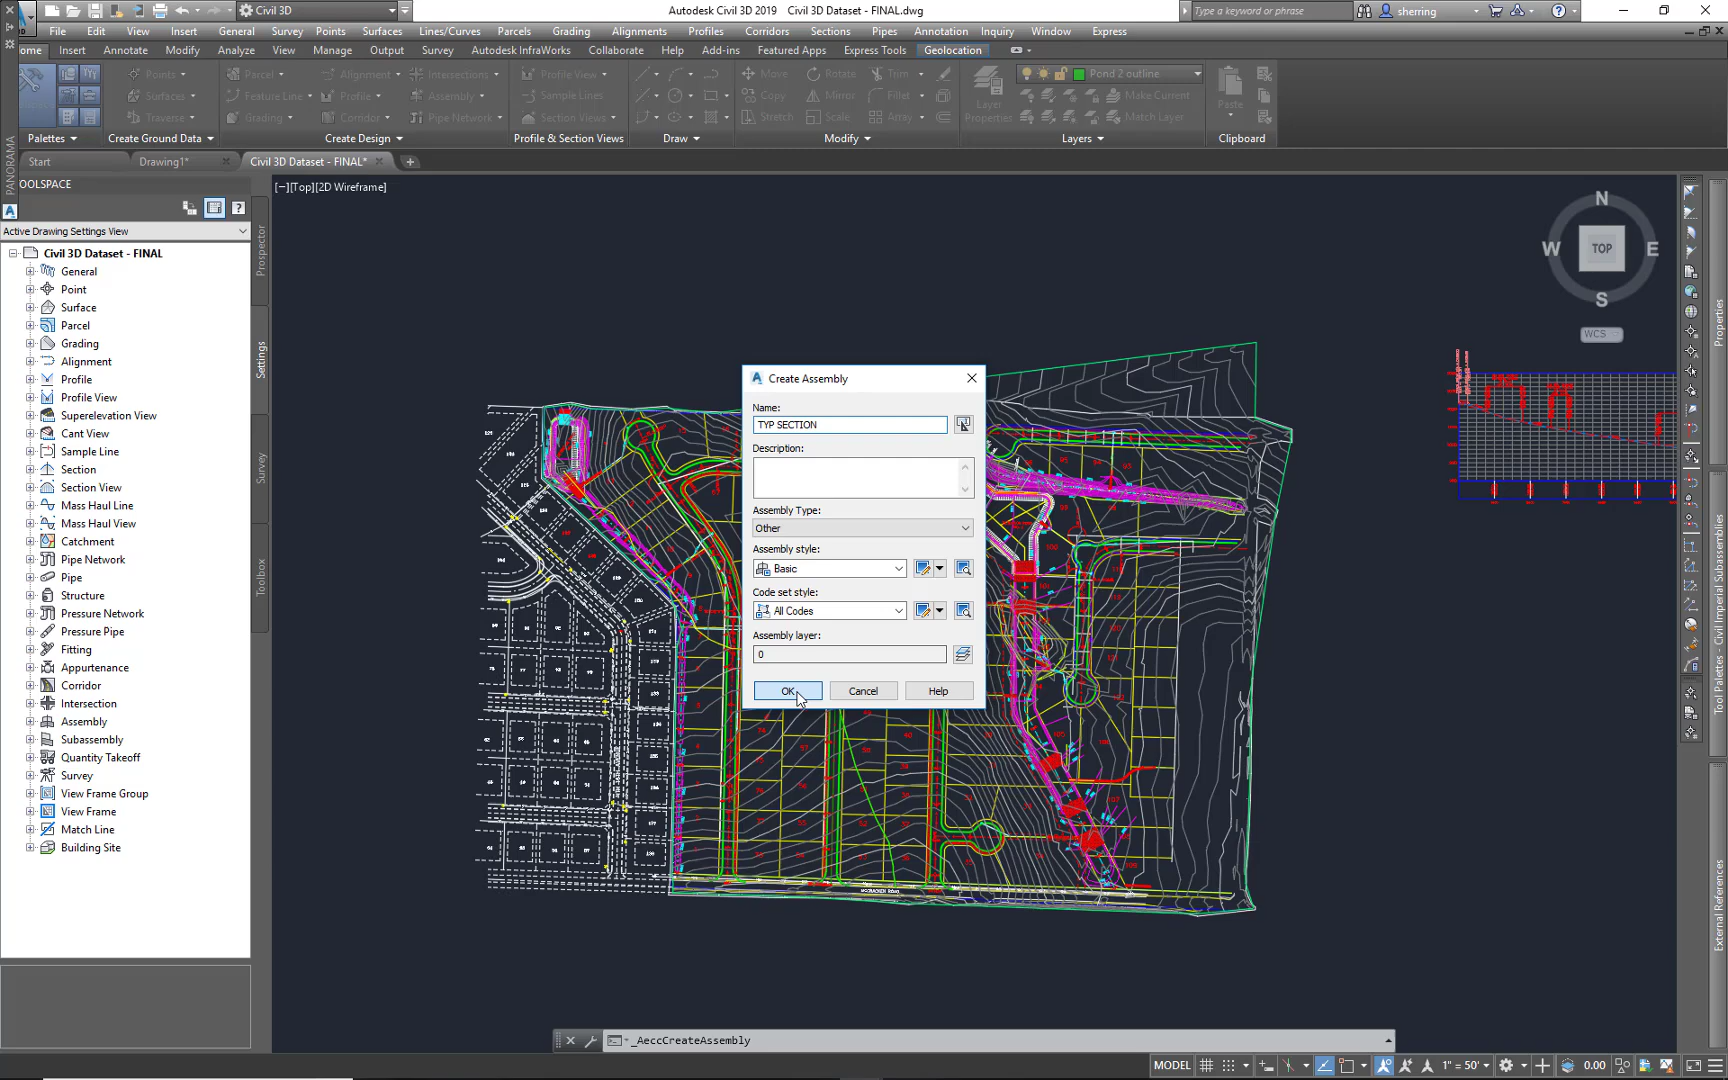 Civil 3D
Autodesk Civil 3D 2019 Civil 3D Dataset - FINAL.dwg
Type a keyword or phrase
sherring
File Edit View Insert General Survey Points Surfaces Lines/Curves Parcels Grading Alignments Profiles Corridors Sections Pipes Annotation Inquiry Window Express
ome Insert Annotate Modify Analyze View Manage Output Survey Autodesk InfraWorks Collaborate Help Add-ins Featured Apps Express Tools Geolocation
Points Parcel Alignment Intersections Profile View Move Rotate Trim Pond 2 outline
Surfaces Feature Line Profile Assembly Sample Lines Copy Mirror Fillet Make Current
Traverse Grading Corridor Pipe Network Section Views Stretch Scale Array Layer Properties Match Layer Paste
Palettes Create Ground Data Create Design Profile & Section Views Draw Modify Layers Clipboard
Start Drawing1* Civil 3D Dataset - FINAL*
PANORAMA
OOLSPACE
[−][Top][2D Wireframe]
Active Drawing Settings View
Civil 3D Dataset - FINAL
General
Point
Surface
Parcel
Grading
Alignment
Profile
Profile View
Superelevation View
Cant View
Sample Line
Section
Section View
Mass Haul Line
Mass Haul View
Catchment
Pipe Network
Pipe
Structure
Pressure Network
Pressure Pipe
Fitting
Appurtenance
Corridor
Intersection
Assembly
Subassembly
Quantity Takeoff
Survey
View Frame Group
View Frame
Match Line
Building Site
Prospector
Settings
Survey
Toolbox
Create Assembly
Name:
TYP SECTION
Description:
Assembly Type:
Other
Assembly style:
Basic
Code set style:
All Codes
Assembly layer:
0
OK Cancel Help
N
W TOP E
S
WCS
Properties
Tool Palettes - Civil Imperial Subassemblies
External References
_AeccCreateAssembly
MODEL 1" = 50' 0.00